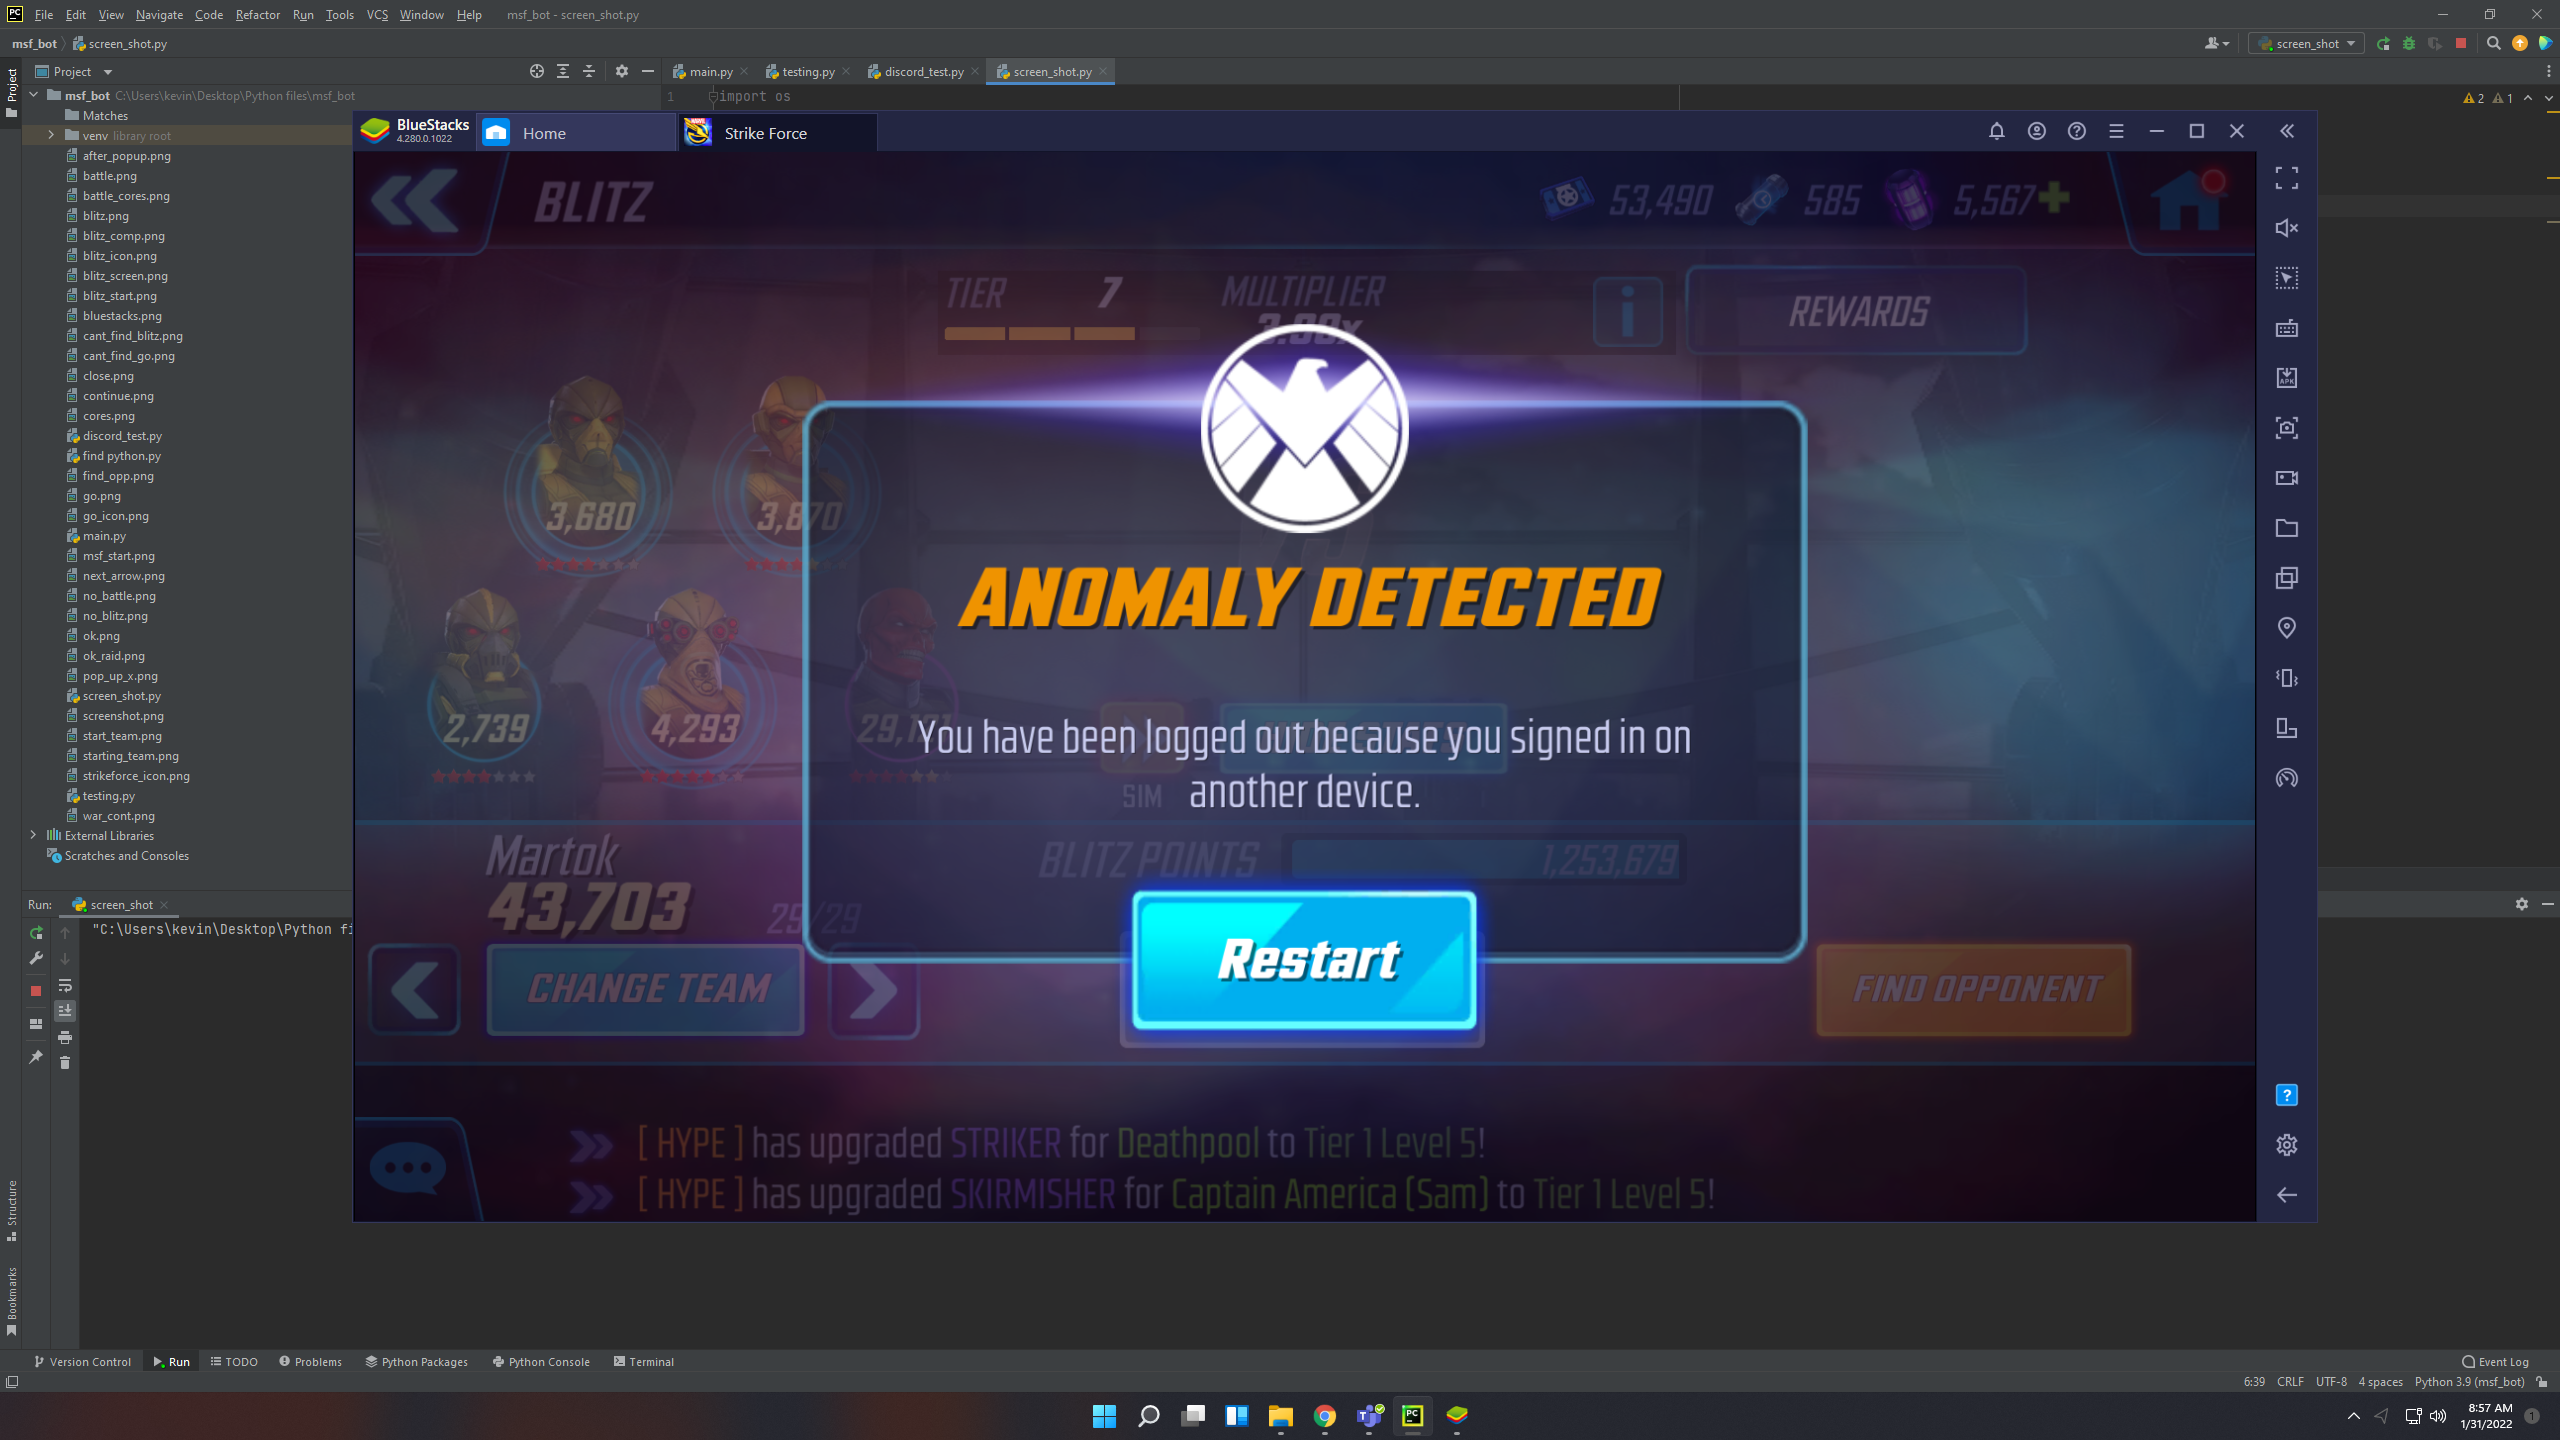 File Edit View Navigate Code Refactor Run Tools VCS Window Help msf_bot - screen_shot.py
msf_bot screen_shot.py
screen_shot
Project
Project
main.py
testing.py
discord_test.py
screen_shot.py
msf_bot C:\Users\kevin\Desktop\Python files\msf_bot
1 import os
2 1
Matches
venv library root
after_popup.png
battle.png
battle_cores.png
blitz.png
blitz_comp.png
blitz_icon.png
blitz_screen.png
blitz_start.png
bluestacks.png
cant_find_blitz.png
cant_find_go.png
close.png
continue.png
cores.png
discord_test.py
find python.py
find_opp.png
go.png
go_icon.png
main.py
msf_start.png
next_arrow.png
no_battle.png
no_blitz.png
ok.png
ok_raid.png
pop_up_x.png
screen_shot.py
screenshot.png
start_team.png
starting_team.png
strikeforce_icon.png
testing.py
war_cont.png
External Libraries
Scratches and Consoles
BlueStacks
4.280.0.1022
Home
Strike Force
BLITZ
53,490
585
5,567
TIER 7
MULTIPLIER
3.00x
REWARDS
3,680
3,870
2,739
4,293
29,121
ANOMALY DETECTED
You have been logged out because you signed in on
another device.
SIM
BLITZ POINTS
1,253,679
Martok
43,703
29/29
CHANGE TEAM
Restart
FIND OPPONENT
[ HYPE ] has upgraded STRIKER for Deathpool to Tier 1 Level 5!
[ HYPE ] has upgraded SKIRMISHER for Captain America (Sam) to Tier 1 Level 5!
Run: screen_shot
"C:\Users\kevin\Desktop\Python fi
Structure
Bookmarks
Version Control Run TODO Problems Python Packages Python Console Terminal
Event Log
6:39 CRLF UTF-8 4 spaces Python 3.9 (msf_bot)
8:57 AM
1/31/2022
1